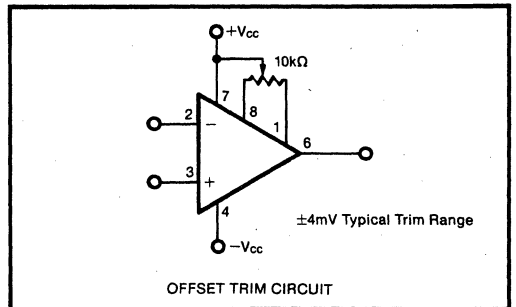 +Vcc
10kΩ
7
8
2
−
1
6
3
+
4
±4mV Typical Trim Range
−Vcc
OFFSET TRIM CIRCUIT